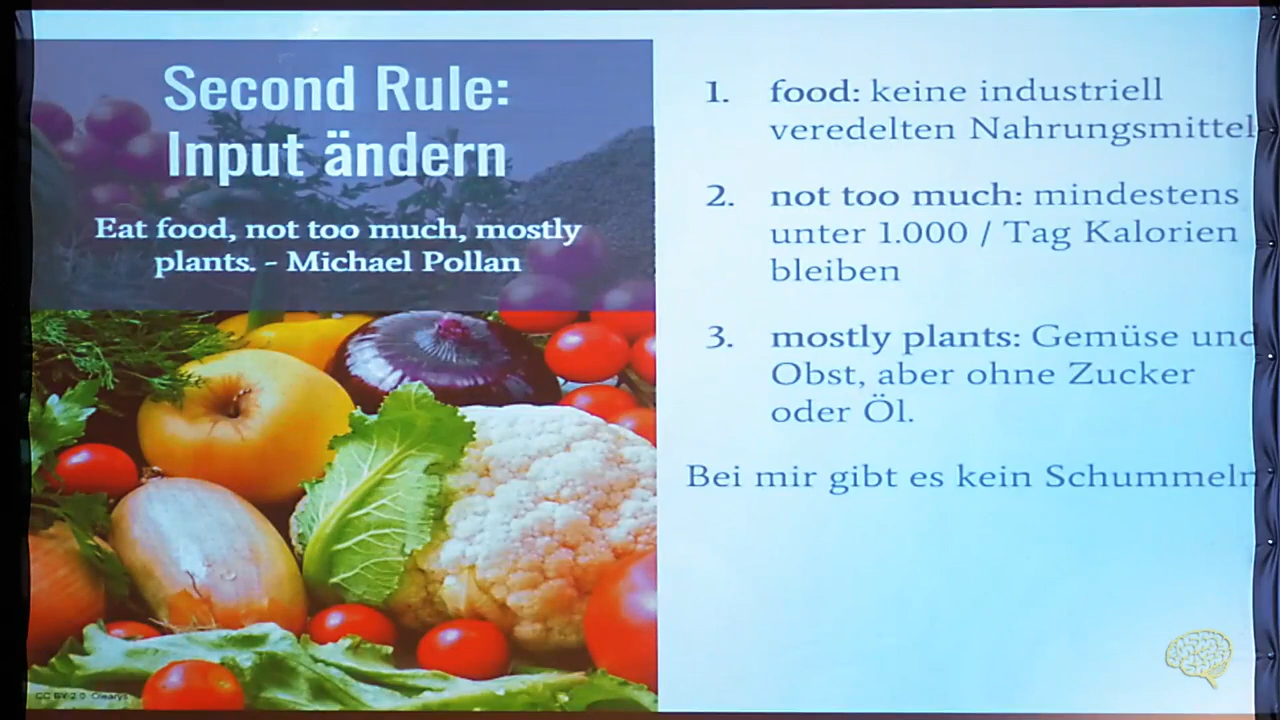 Second Rule:
Input ändern
Eat food, not too much, mostly
plants. - Michael Pollan
1. food: keine industriell
veredelten Nahrungsmittel
2. not too much: mindestens
unter 1.000 / Tag Kalorien
bleiben
3. mostly plants: Gemüse und
Obst, aber ohne Zucker
oder Öl.
Bei mir gibt es kein Schummeln
CC BY 2.0 Olearys